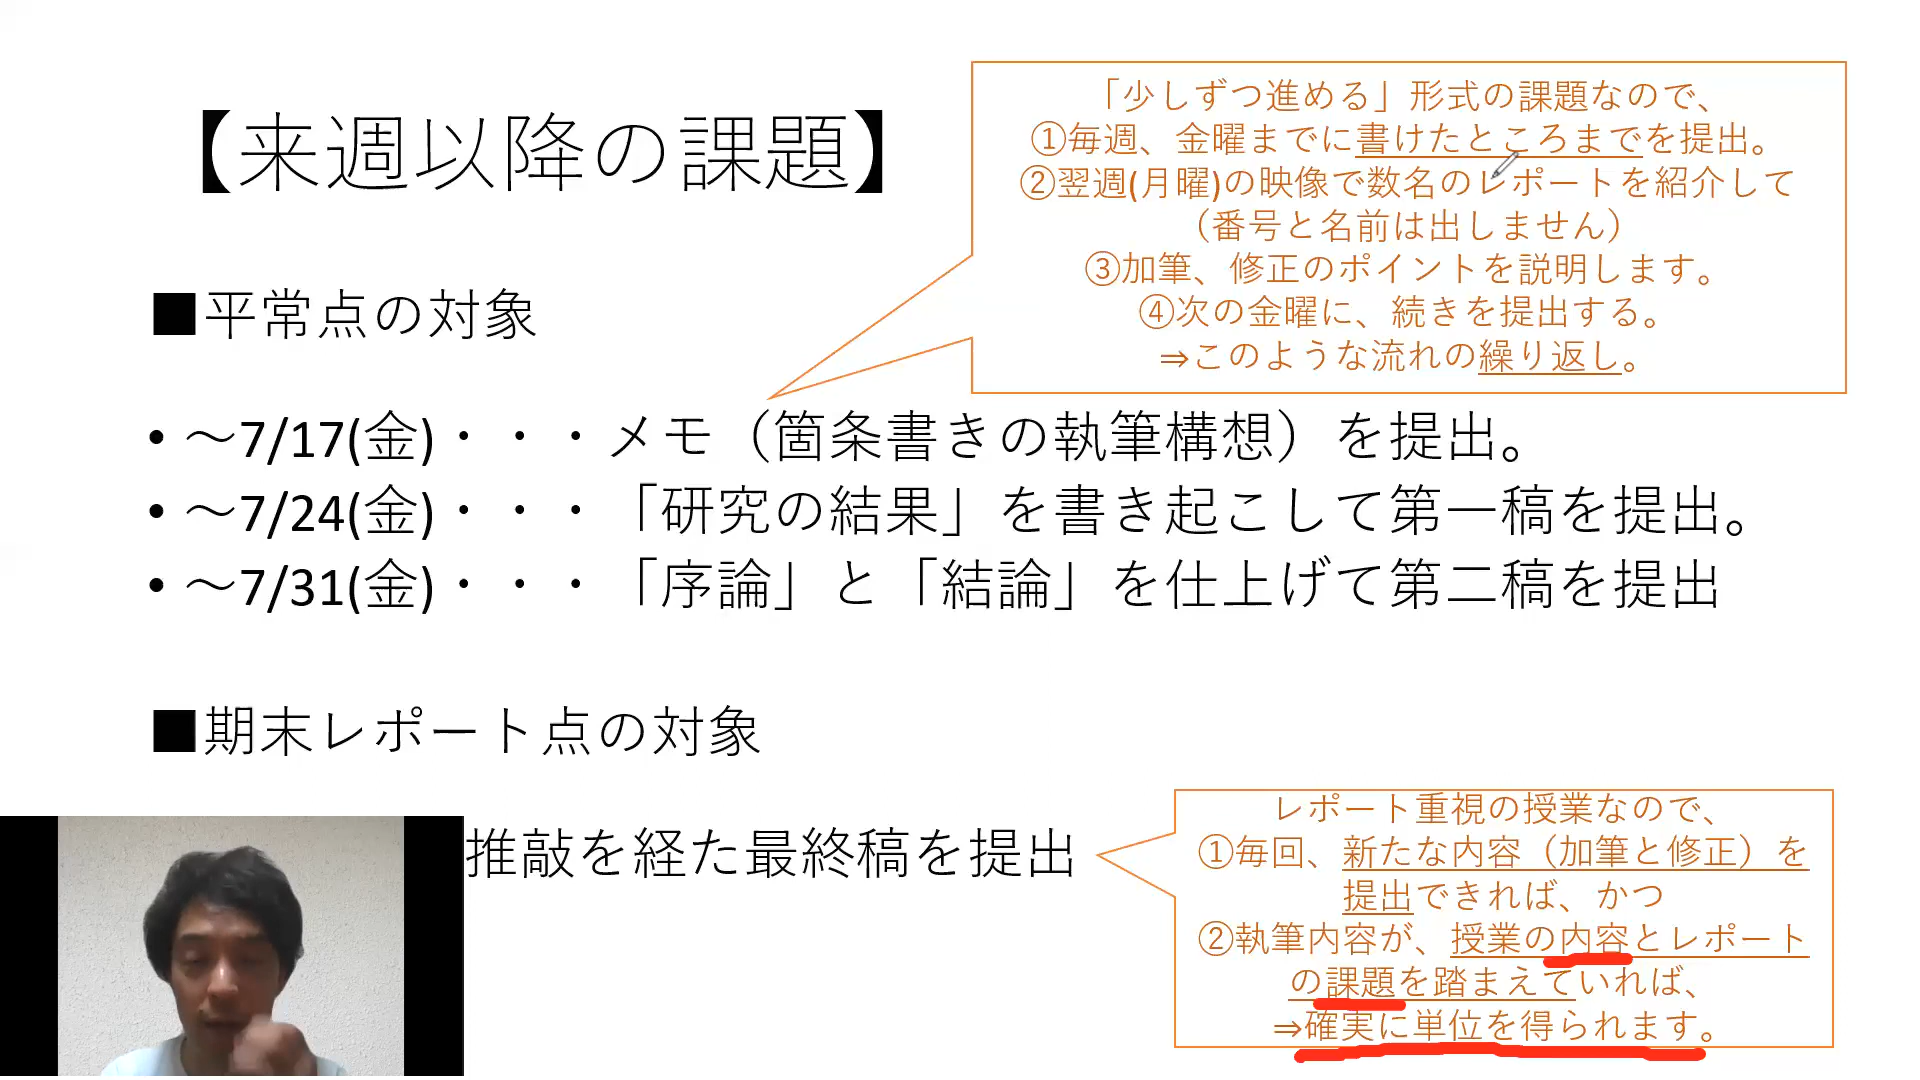 【来週以降の課題】
「少しずつ進める」形式の課題なので、
①毎週、金曜までに書けたところまでを提出。
②翌週(月曜)の映像で数名のレポートを紹介して
（番号と名前は出しません）
③加筆、修正のポイントを説明します。
④次の金曜に、続きを提出する。
⇒このような流れの繰り返し。
■平常点の対象
• ～7/17(金)・・・メモ（箇条書きの執筆構想）を提出。
• ～7/24(金)・・・「研究の結果」を書き起こして第一稿を提出。
• ～7/31(金)・・・「序論」と「結論」を仕上げて第二稿を提出
■期末レポート点の対象
推敲を経た最終稿を提出
レポート重視の授業なので、
①毎回、新たな内容（加筆と修正）を
提出できれば、かつ
②執筆内容が、授業の内容とレポート
の課題を踏まえていれば、
⇒確実に単位を得られます。